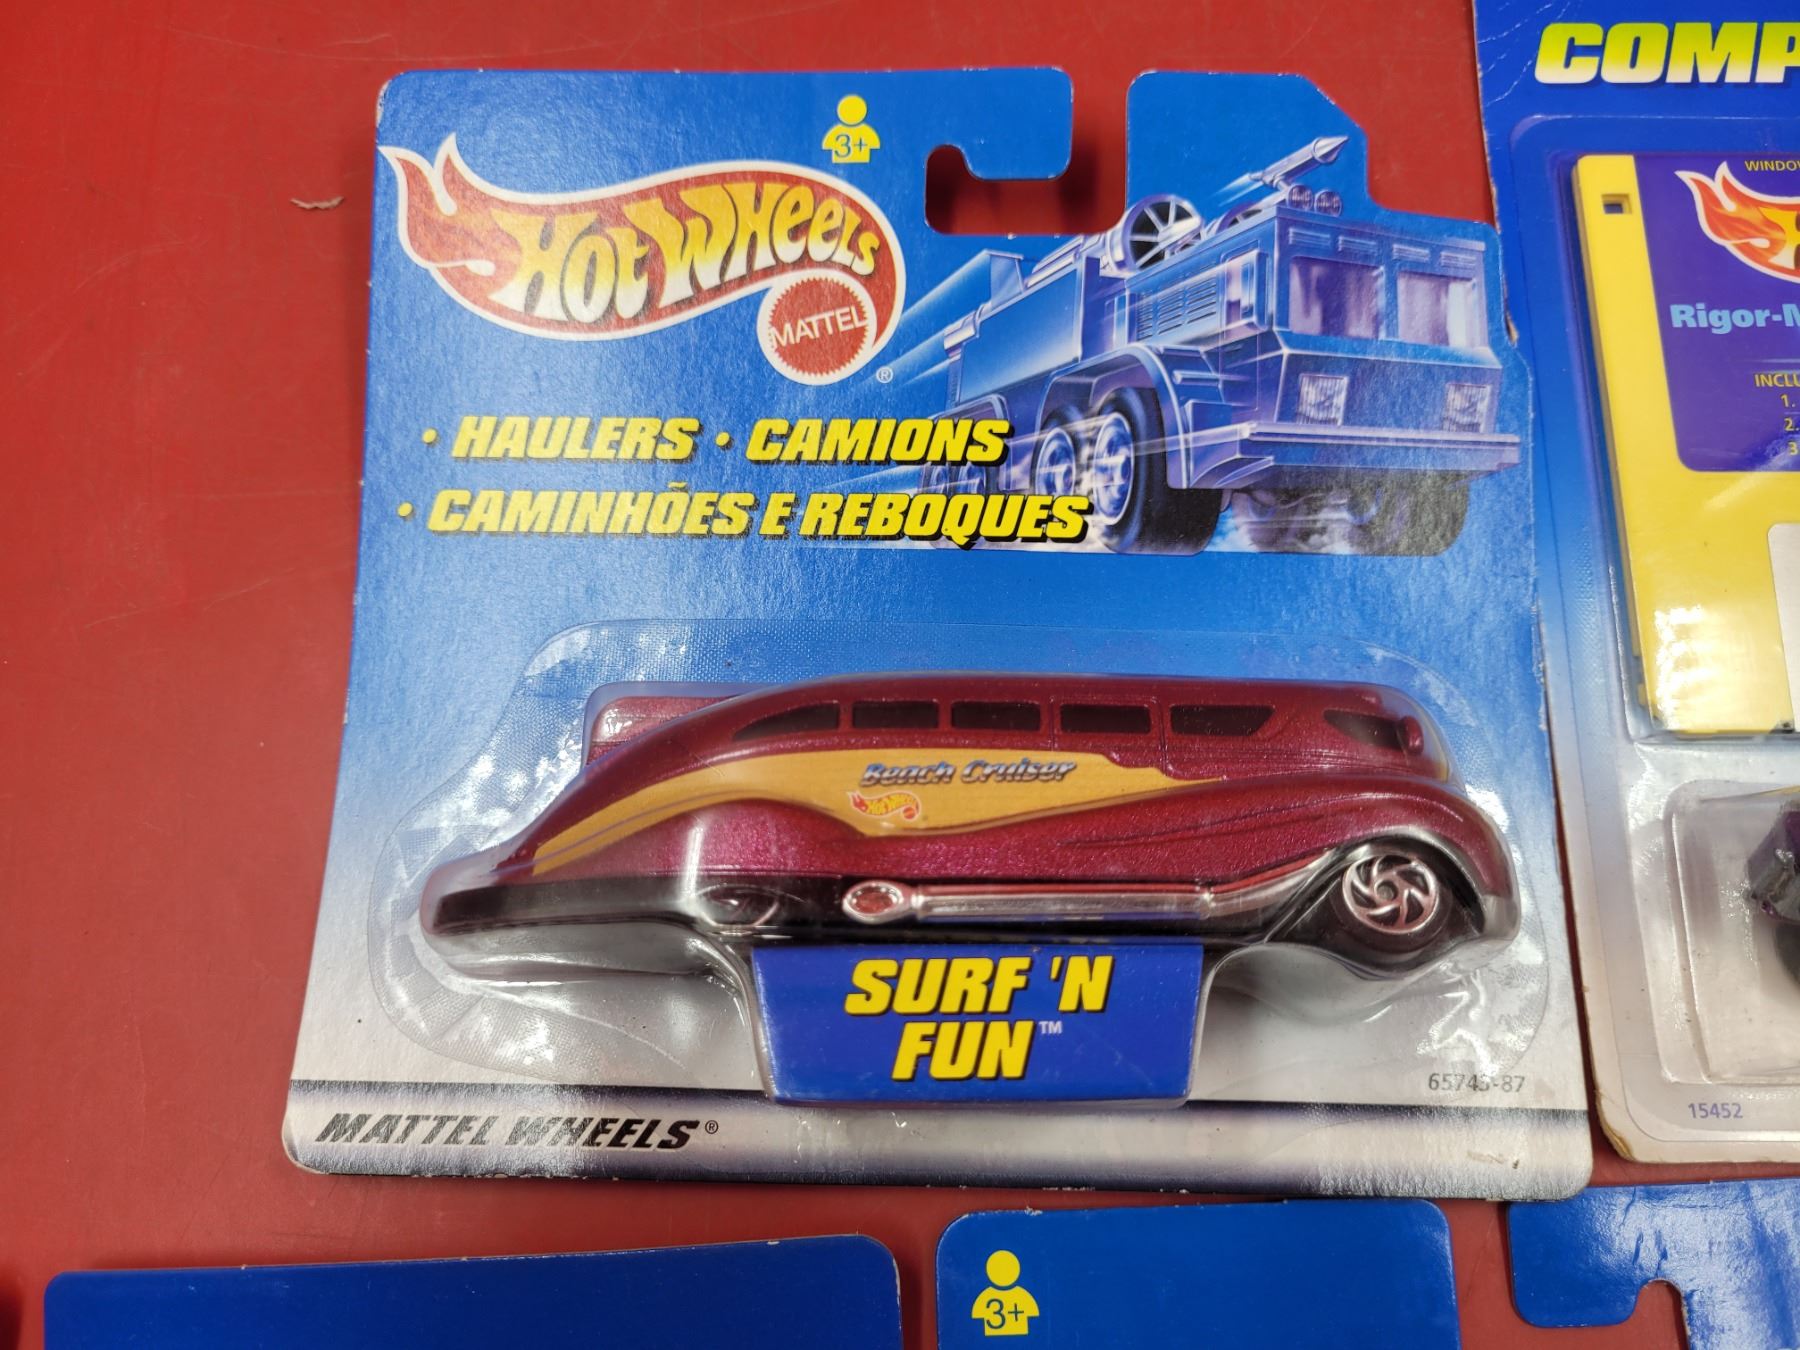 3+
HOT WHEELS
MATTEL
®
· HAULERS · CAMIONS
· CAMINHÕES E REBOQUES
Beach Cruiser
HOT WHEELS
SURF 'N
FUN™
65743-87
MATTEL WHEELS®
3+
COMP
WINDOW
Rigor-M
INCLU
1.
2.
3
15452